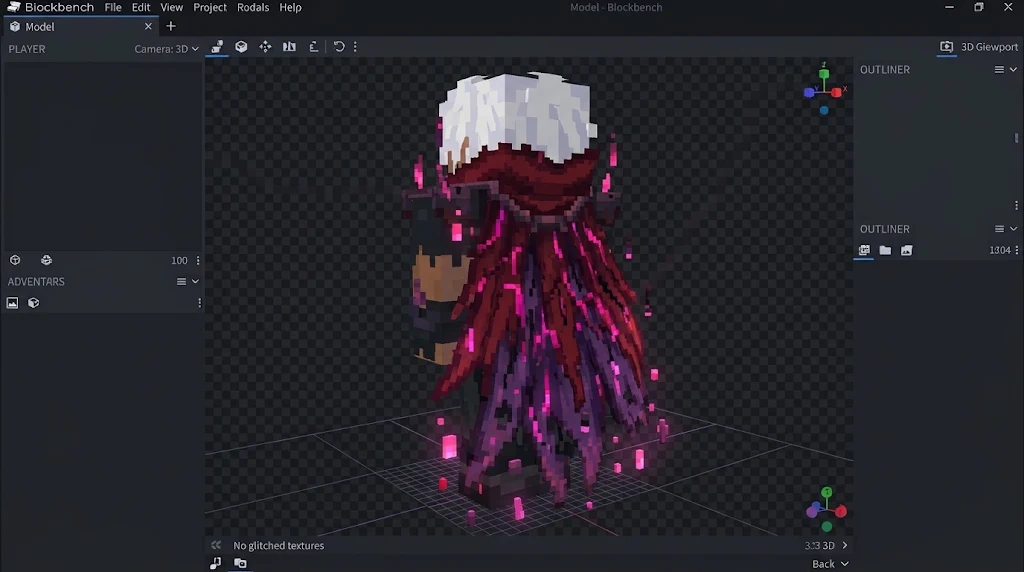 Blockbench File Edit View Project Rodals Help
Model - Blockbench
Model
PLAYER
Camera: 3D
3D Giewport
OUTLINER
100
ADVENTARS
OUTLINER
1304
No glitched textures
3.3 3D
Back